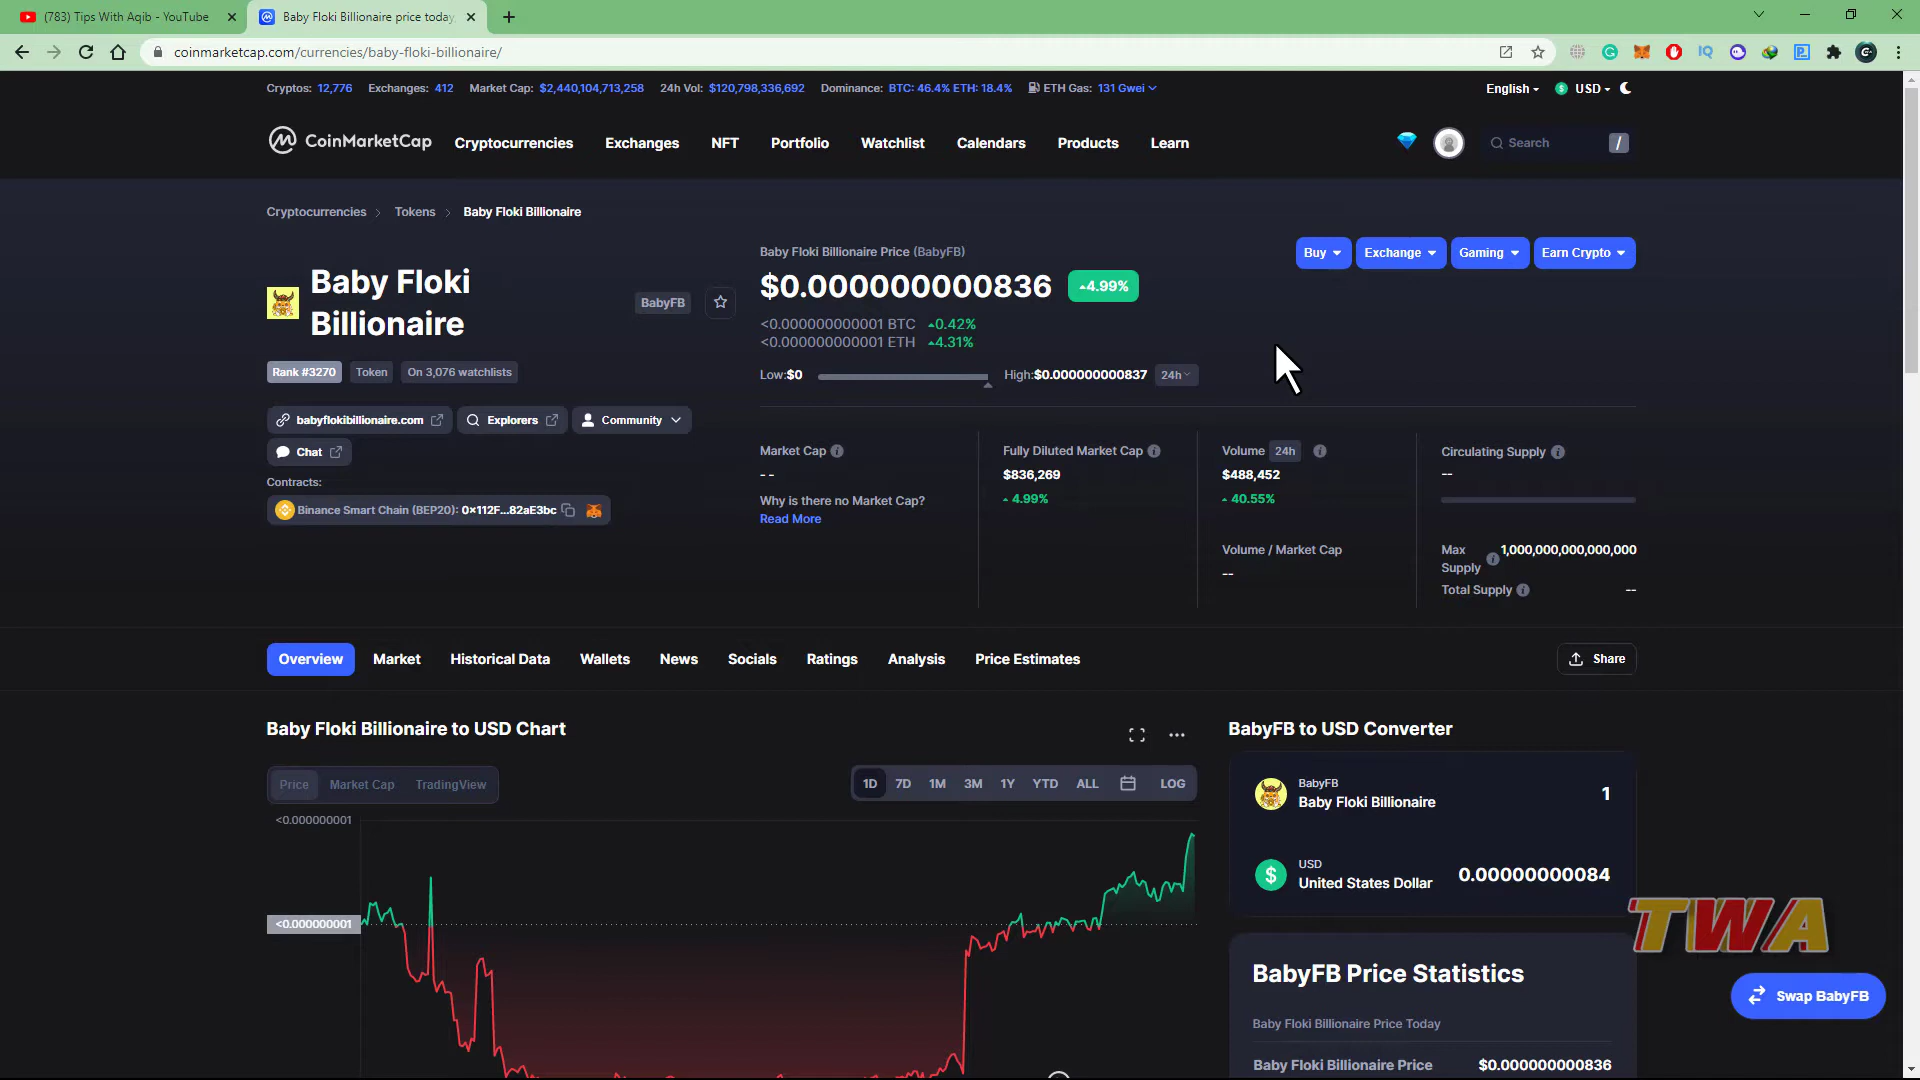 (783) Tips With Aqib - YouTube
Baby Floki Billionaire price today,
coinmarketcap.com/currencies/baby-floki-billionaire/
Cryptos: 12,776 Exchanges: 412 Market Cap: $2,440,104,713,258 24h Vol: $120,798,336,692 Dominance: BTC: 46.4% ETH: 18.4% ETH Gas: 131 Gwei
English USD
CoinMarketCap Cryptocurrencies Exchanges NFT Portfolio Watchlist Calendars Products Learn
Search /
Cryptocurrencies Tokens Baby Floki Billionaire
Baby Floki
Billionaire
BabyFB
Rank #3270 Token On 3,076 watchlists
babyflokibillionaire.com Explorers Community
Chat
Contracts:
Binance Smart Chain (BEP20): 0x112F...82aE3bc
Baby Floki Billionaire Price (BabyFB)
$0.000000000836 4.99%
<0.000000000001 BTC 0.42%
<0.000000000001 ETH 4.31%
Low:$0 High:$0.000000000837 24h
Buy Exchange Gaming Earn Crypto
Market Cap
- -
Why is there no Market Cap?
Read More
Fully Diluted Market Cap
$836,269
4.99%
Volume 24h
$488,452
40.55%
Volume / Market Cap
--
Circulating Supply
--
Max
Supply
1,000,000,000,000,000
Total Supply --
Overview Market Historical Data Wallets News Socials Ratings Analysis Price Estimates
Share
Baby Floki Billionaire to USD Chart
Price Market Cap TradingView
1D 7D 1M 3M 1Y YTD ALL LOG
<0.000000001
<0.000000001
BabyFB to USD Converter
BabyFB
Baby Floki Billionaire 1
USD
United States Dollar 0.00000000084
TWA
BabyFB Price Statistics
Swap BabyFB
Baby Floki Billionaire Price Today
Baby Floki Billionaire Price $0.000000000836